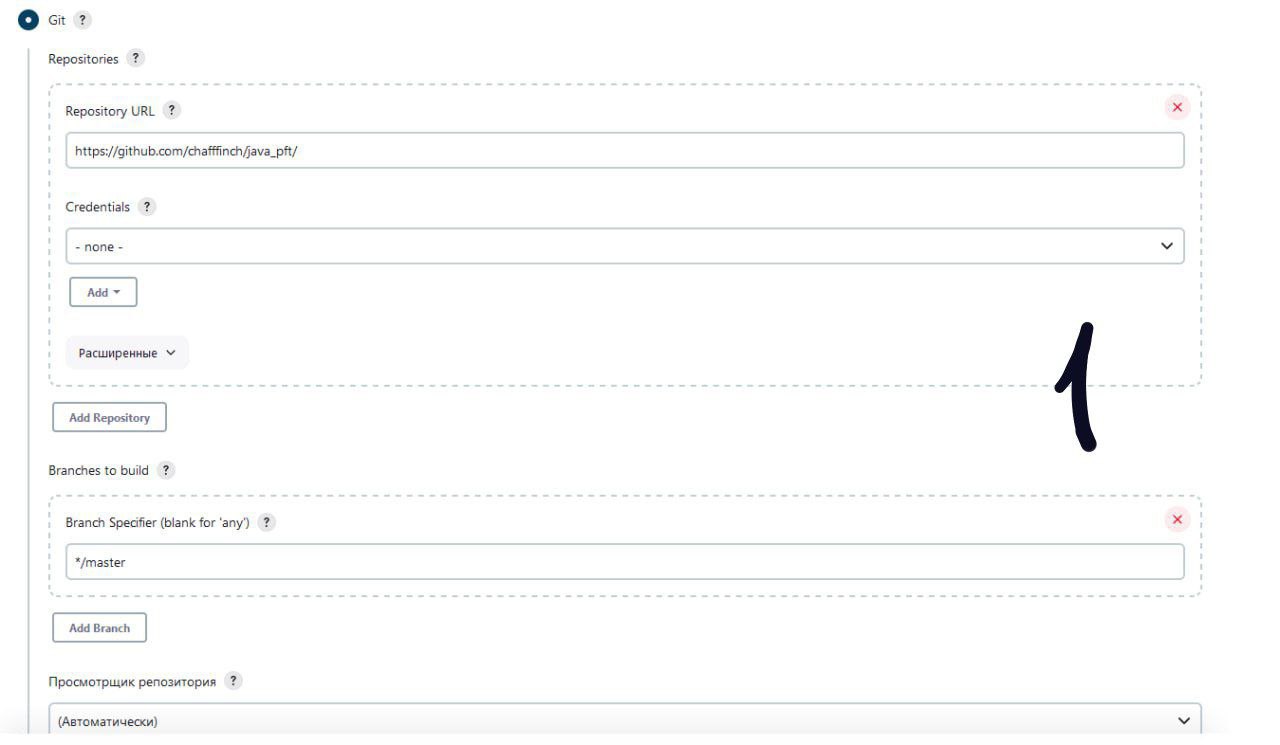 Git ?
Repositories ?
Repository URL ?
https://github.com/chafffinch/java_pft/
Credentials ?
- none -
Add
Расширенные
1
Add Repository
Branches to build ?
Branch Specifier (blank for 'any') ?
*/master
Add Branch
Просмотрщик репозитория ?
(Автоматически)